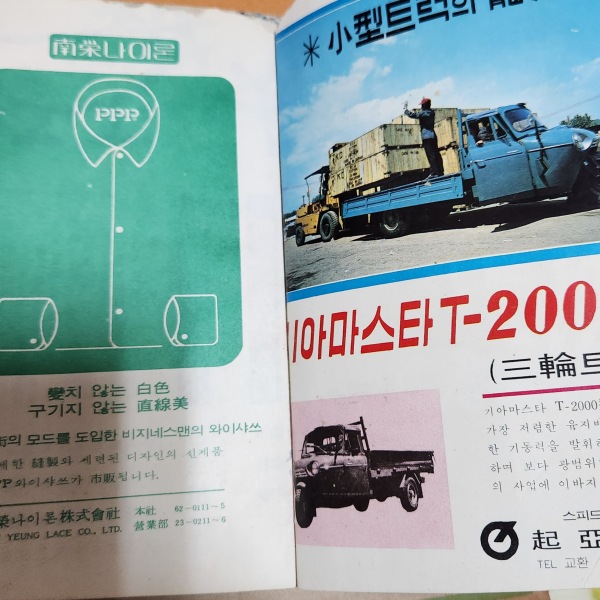 南榮나이론
PPP
變치 않는 白色
구기지 않는 直線美
의 모드를 도입한 비지네스맨의 와이샤쓰
한 縫製와 세련된 디자인의 신제품
PP와이샤쓰가 市販됩니다.
나이론株式會社 本社 62-0111~5
YEUNG LACE CO., LTD. 営業部 23-0211~6
※小型트럭의
기아마스타 T-200
(三輪트
기아마스타 T-2000
가장 저렴한 유지비
한 기동력을 발휘하
하며 보다 광범위
의 사업에 이바지
스피드
起亞
TEL 교환